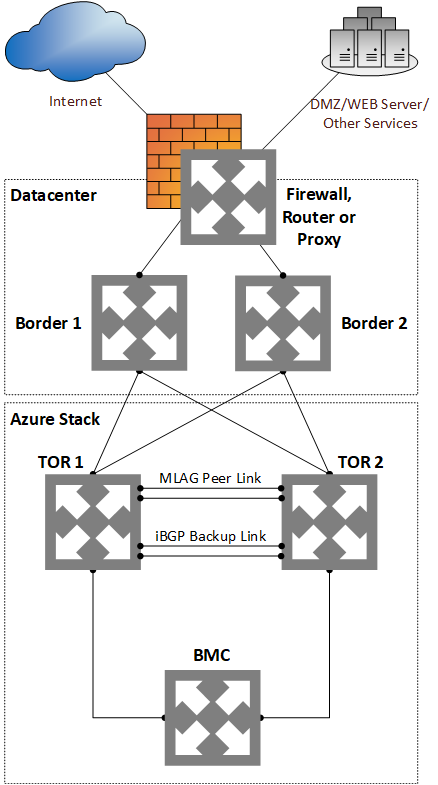 Internet
DMZ/WEB Server/
Other Services
Datacenter
Firewall,
Router or
Proxy
Border 1
Border 2
Azure Stack
TOR 1
TOR 2
MLAG Peer Link
iBGP Backup Link
BMC